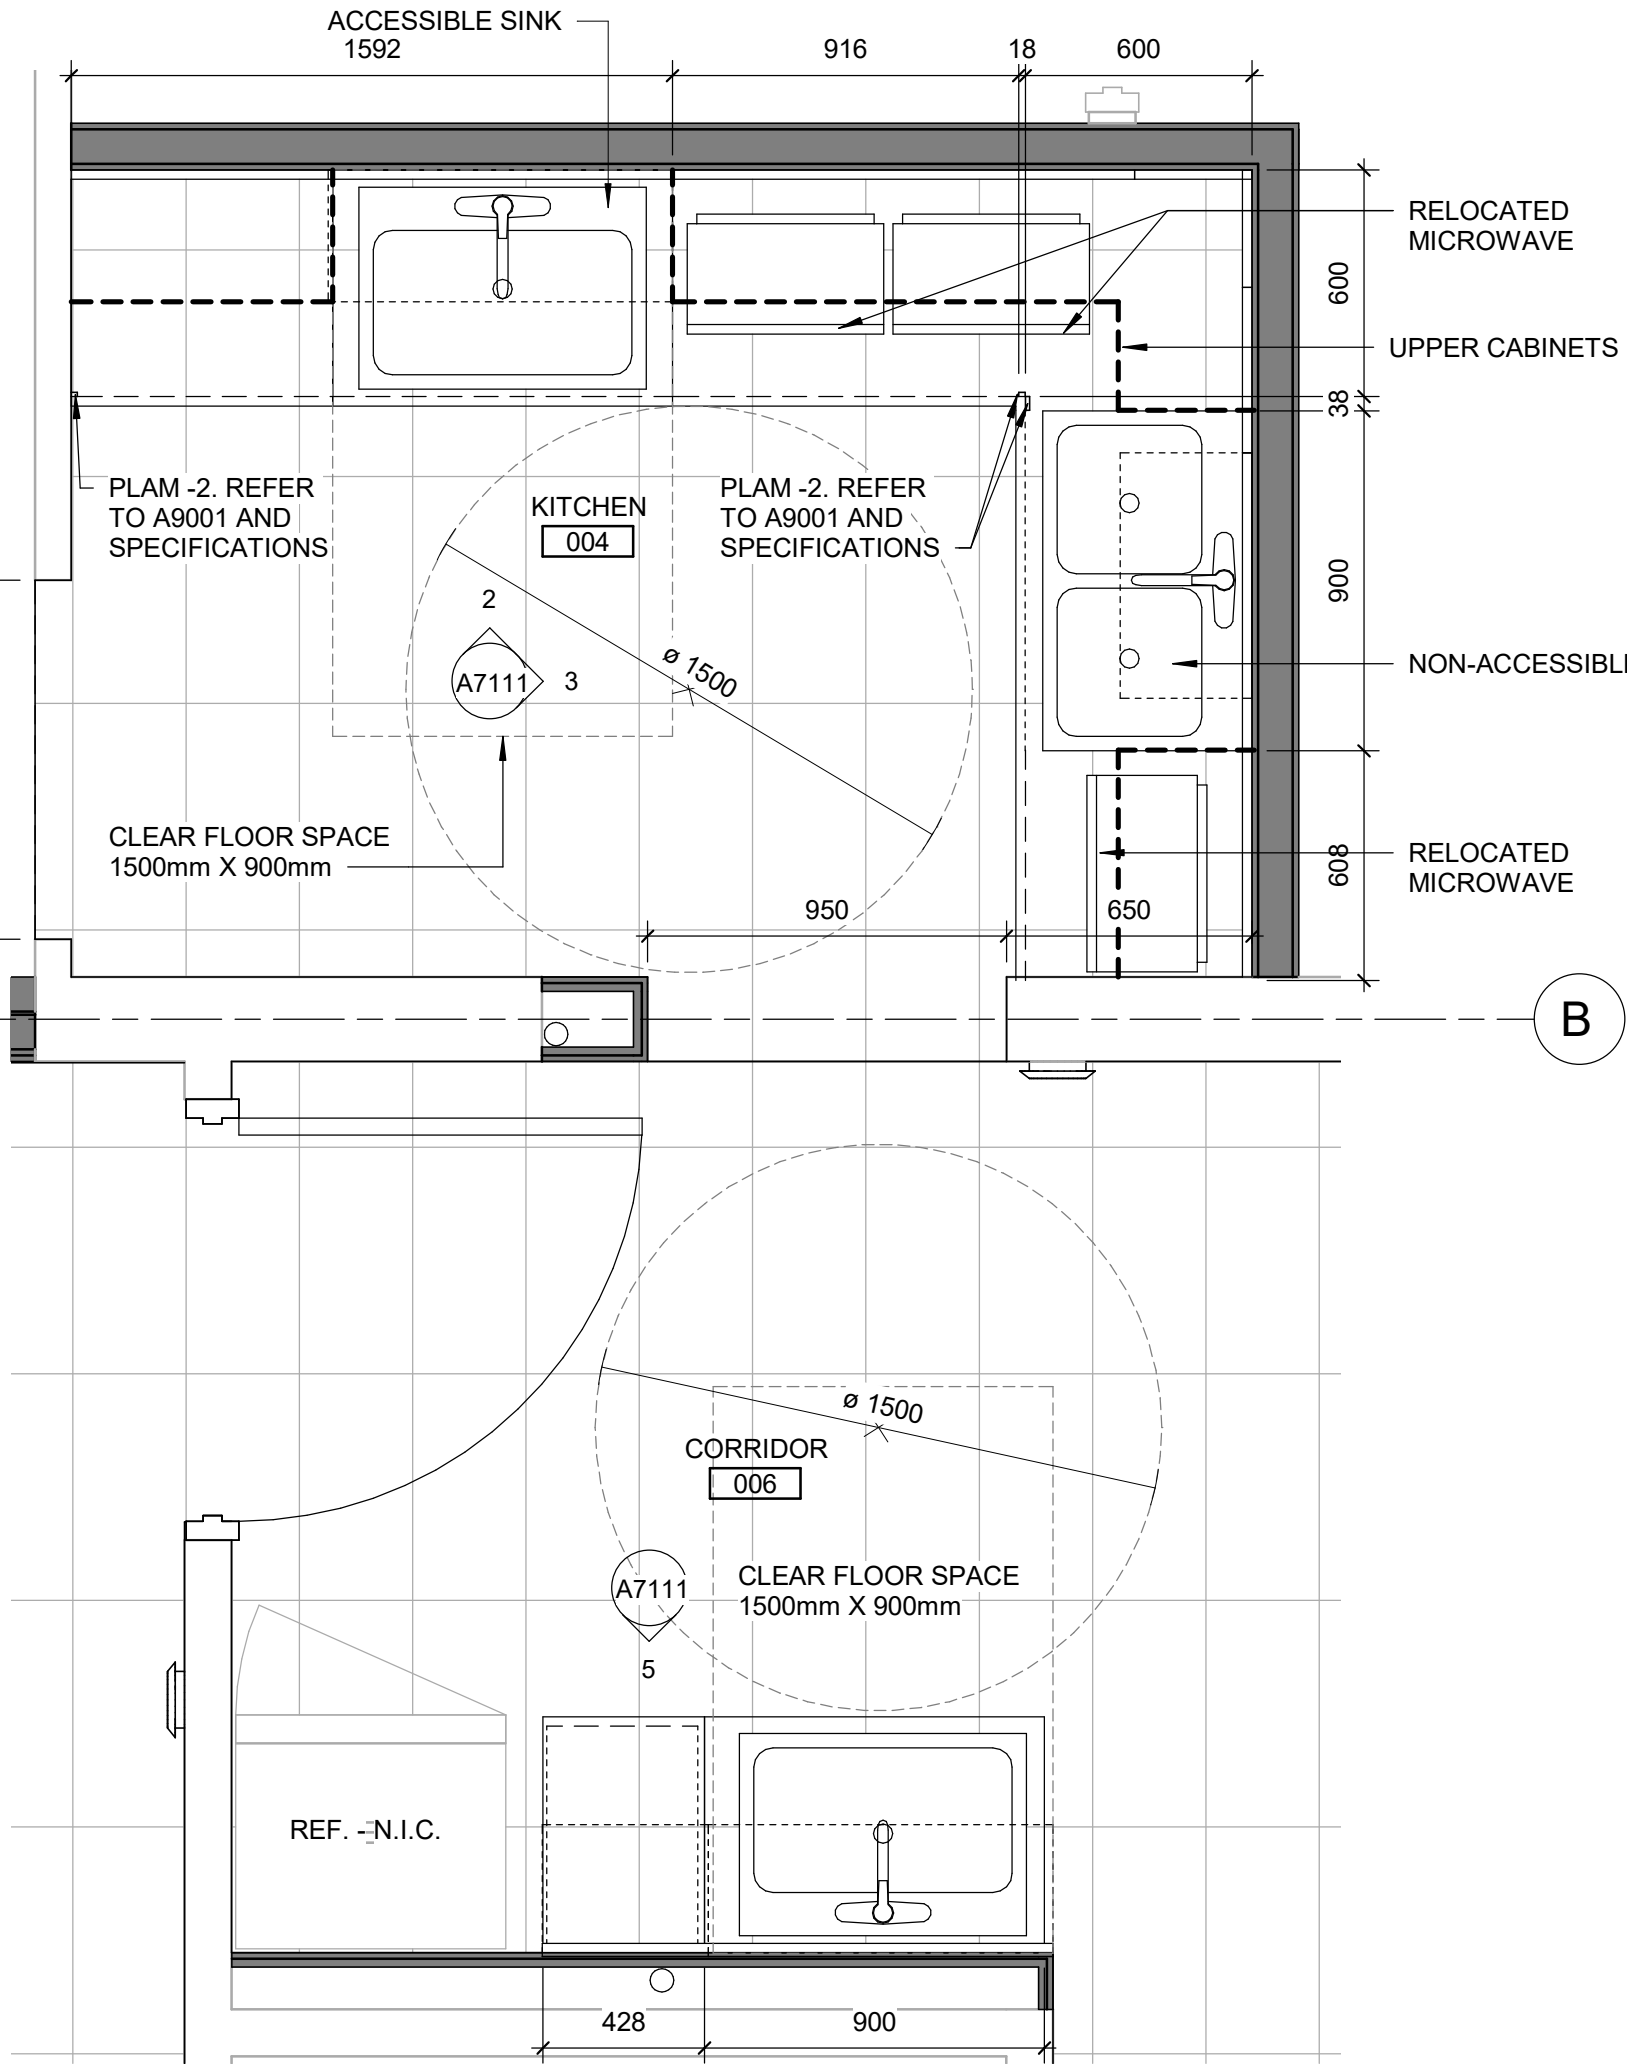 ACCESSIBLE SINK
1592
916
18
600
RELOCATED
MICROWAVE
600
UPPER CABINETS
38
PLAM -2. REFER
TO A9001 AND
SPECIFICATIONS
KITCHEN
004
PLAM -2. REFER
TO A9001 AND
SPECIFICATIONS
900
2
A7111
3
ø 1500
NON-ACCESSIBLE
CLEAR FLOOR SPACE
1500mm X 900mm
608
RELOCATED
MICROWAVE
950
650
B
ø 1500
CORRIDOR
006
A7111
5
CLEAR FLOOR SPACE
1500mm X 900mm
REF. - N.I.C.
428
900